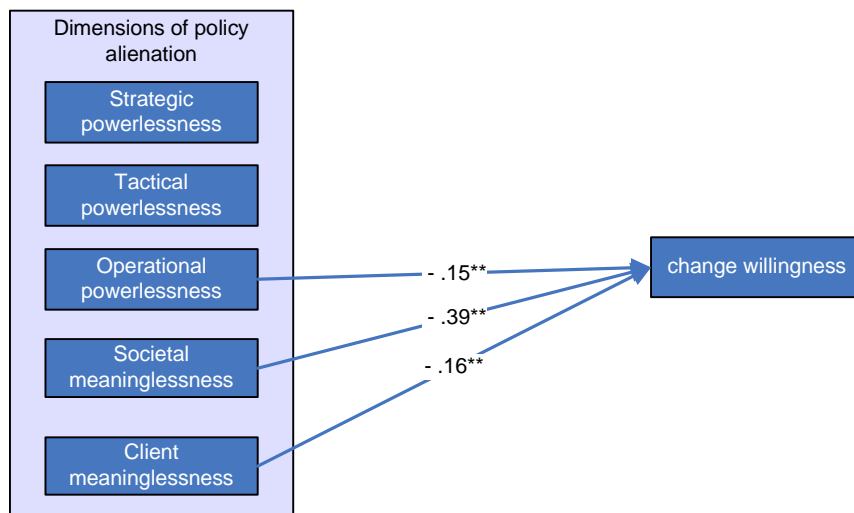 Dimensions of policy
alienation
Strategic
powerlessness
Tactical
powerlessness
Operational
powerlessness
- .15**
change willingness
Societal
meaninglessness
- .39**
- .16**
Client
meaninglessness